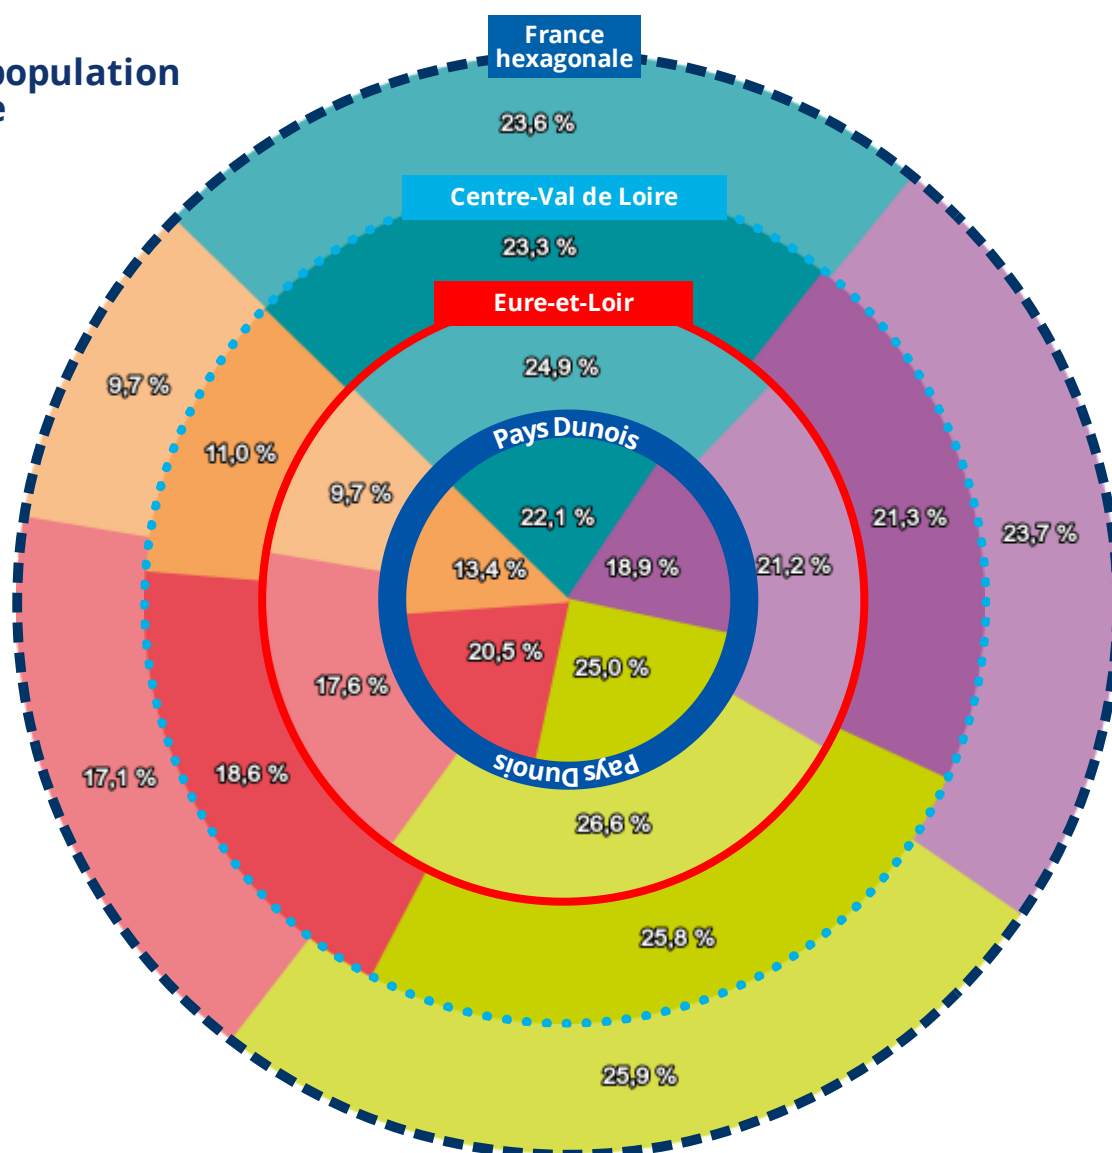 France
hexagonale
population
e
23,6 %
Centre-Val de Loire
23,3 %
Eure-et-Loir
24,9 %
9,7 %
Pays Dunois
11,0 %
9,7 %
22,1 %
21,3 %
23,7 %
13,4 %
18,9 %
21,2 %
20,5 %
25,0 %
17,6 %
Pays Dunois
17,1 %
18,6 %
26,6 %
25,8 %
25,9 %